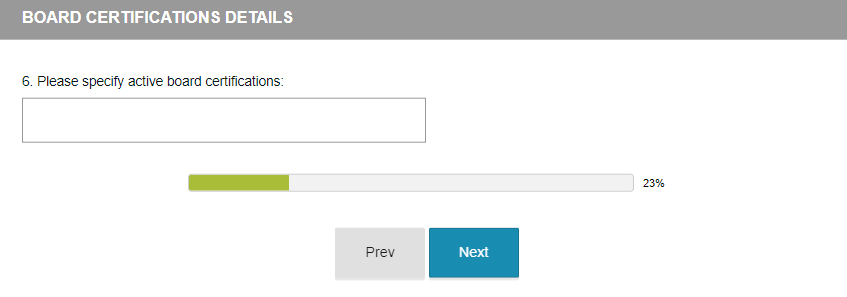 BOARD CERTIFICATIONS DETAILS
6. Please specify active board certifications:
23%
Prev
Next